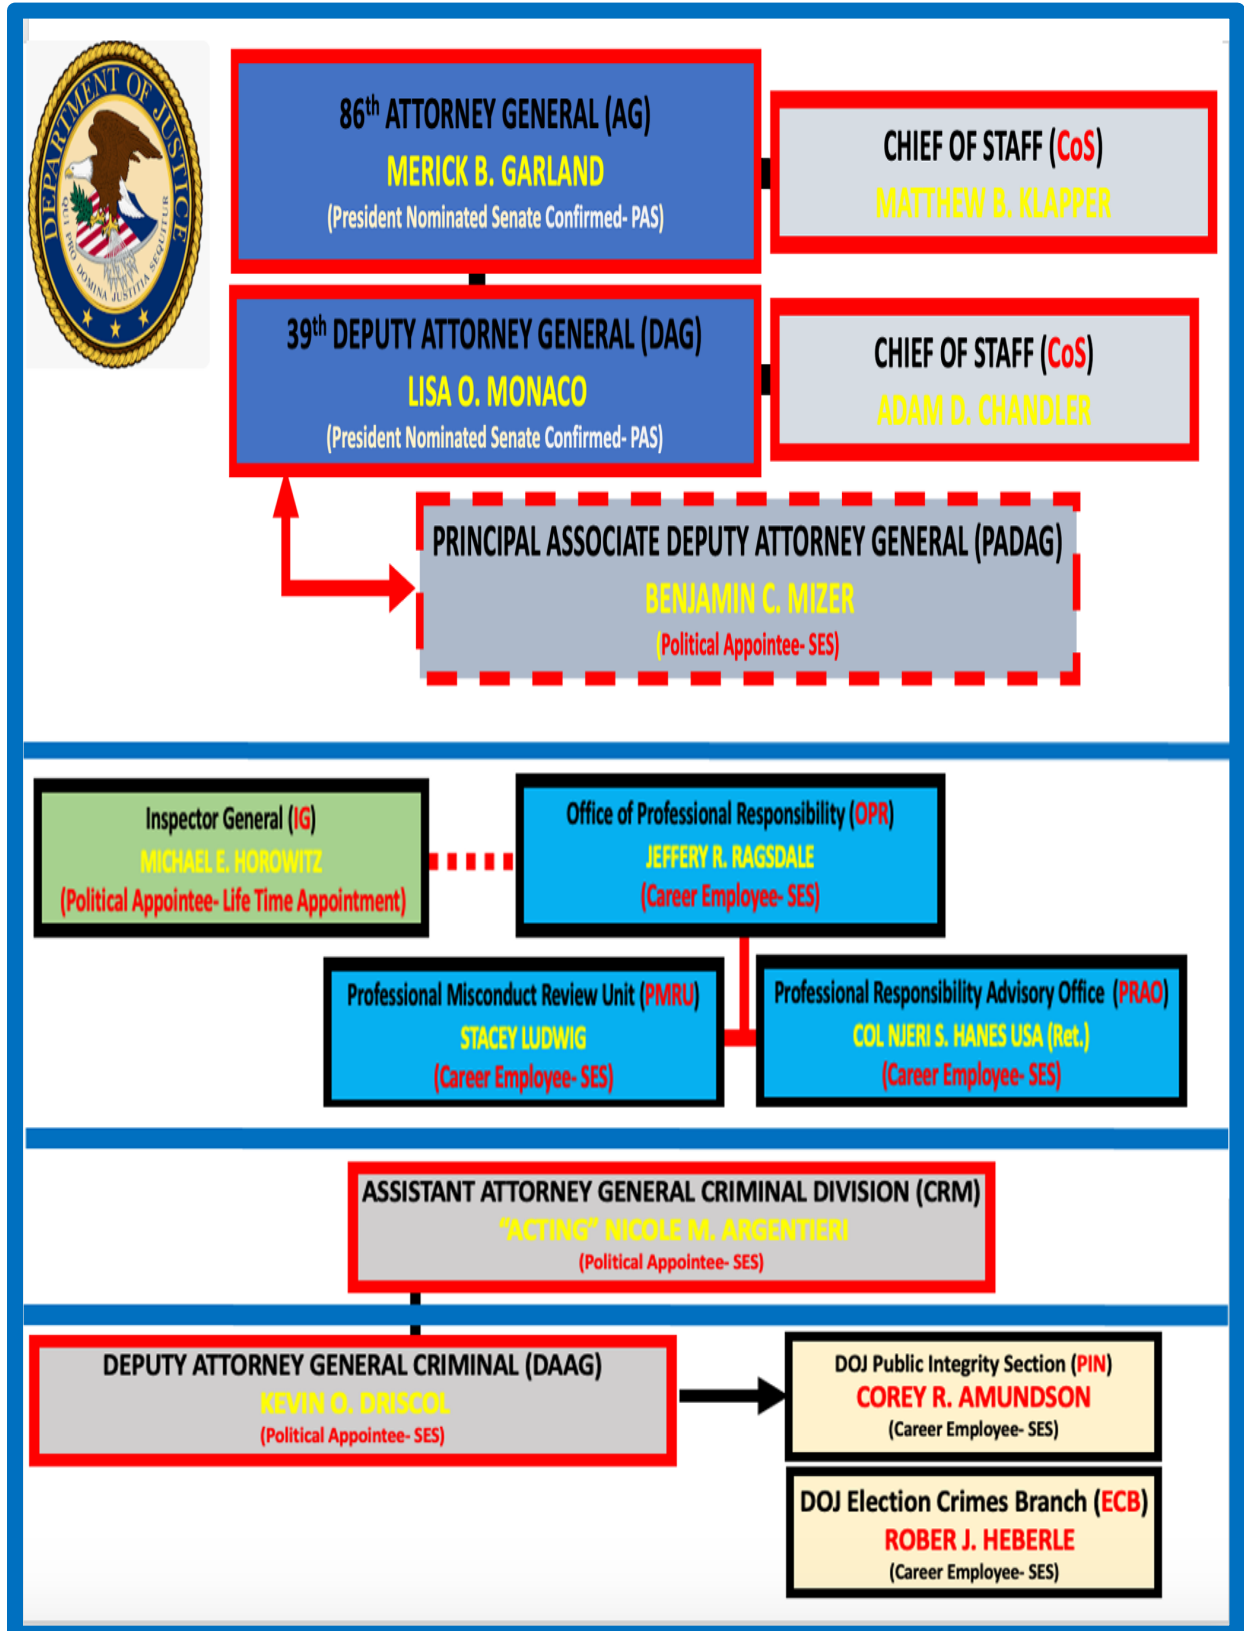 DEPARTMENT OF JUSTICE
QUI PRO DOMINA JUSTITIA SEQUITUR
86th ATTORNEY GENERAL (AG)
MERICK B. GARLAND
(President Nominated Senate Confirmed- PAS)
CHIEF OF STAFF (CoS)
MATTHEW B. KLAPPER
39th DEPUTY ATTORNEY GENERAL (DAG)
LISA O. MONACO
(President Nominated Senate Confirmed- PAS)
CHIEF OF STAFF (CoS)
ADAM D. CHANDLER
PRINCIPAL ASSOCIATE DEPUTY ATTORNEY GENERAL (PADAG)
BENJAMIN C. MIZER
(Political Appointee- SES)
Inspector General (IG)
MICHAEL E. HOROWITZ
(Political Appointee- Life Time Appointment)
Office of Professional Responsibility (OPR)
JEFFERY R. RAGSDALE
(Career Employee- SES)
Professional Misconduct Review Unit (PMRU)
STACEY LUDWIG
(Career Employee- SES)
Professional Responsibility Advisory Office (PRAO)
COL NJERI S. HANES USA (Ret.)
(Career Employee- SES)
ASSISTANT ATTORNEY GENERAL CRIMINAL DIVISION (CRM)
“ACTING” NICOLE M. ARGENTIERI
(Political Appointee- SES)
DEPUTY ATTORNEY GENERAL CRIMINAL (DAAG)
KEVIN O. DRISCOL
(Political Appointee- SES)
DOJ Public Integrity Section (PIN)
COREY R. AMUNDSON
(Career Employee- SES)
DOJ Election Crimes Branch (ECB)
ROBER J. HEBERLE
(Career Employee- SES)